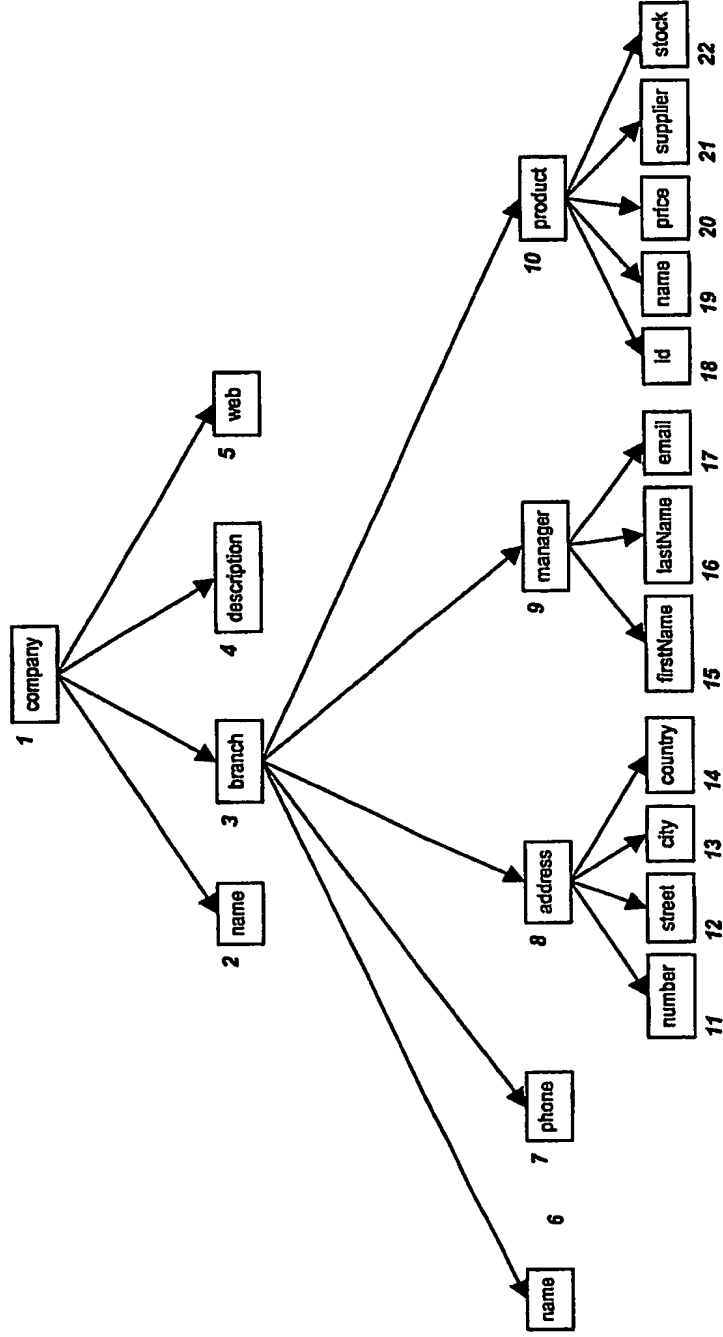 1 company
2 name
3 branch
4 description
5 web
name 6
7 phone
8 address
9 manager
10 product
number street city country firstName lastName email id name price supplier stock
11 12 13 14 15 16 17 18 19 20 21 22